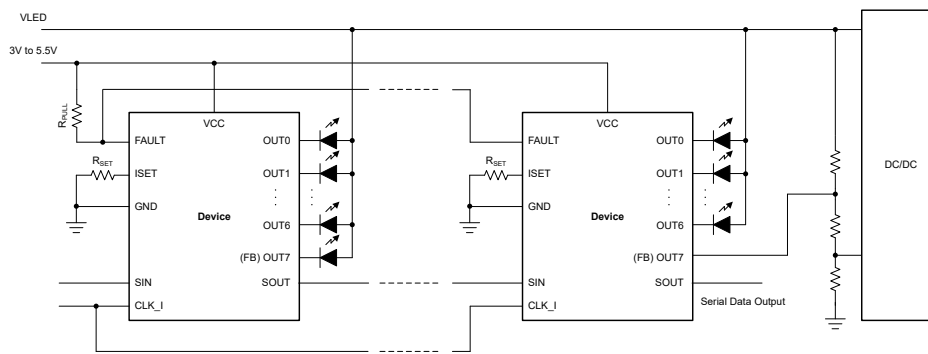 VLED
3V to 5.5V
RPULL
VCC
FAULT
OUT0
RSET
ISET
OUT1
GND
Device
OUT6
(FB) OUT7
SIN
SOUT
CLK_I
VCC
FAULT
OUT0
RSET
ISET
OUT1
GND
Device
OUT6
(FB) OUT7
SIN
SOUT
CLK_I
Serial Data Output
DC/DC